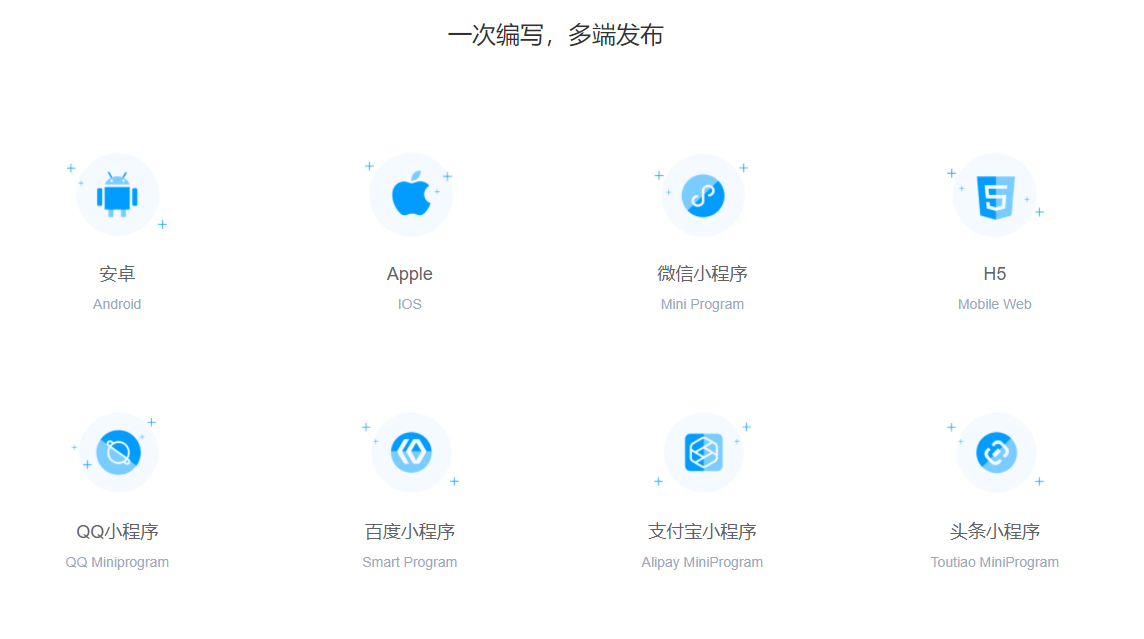 一次编写，多端发布
安卓
Android
Apple
IOS
微信小程序
Mini Program
H5
Mobile Web
QQ小程序
QQ Miniprogram
百度小程序
Smart Program
支付宝小程序
Alipay MiniProgram
头条小程序
Toutiao MiniProgram